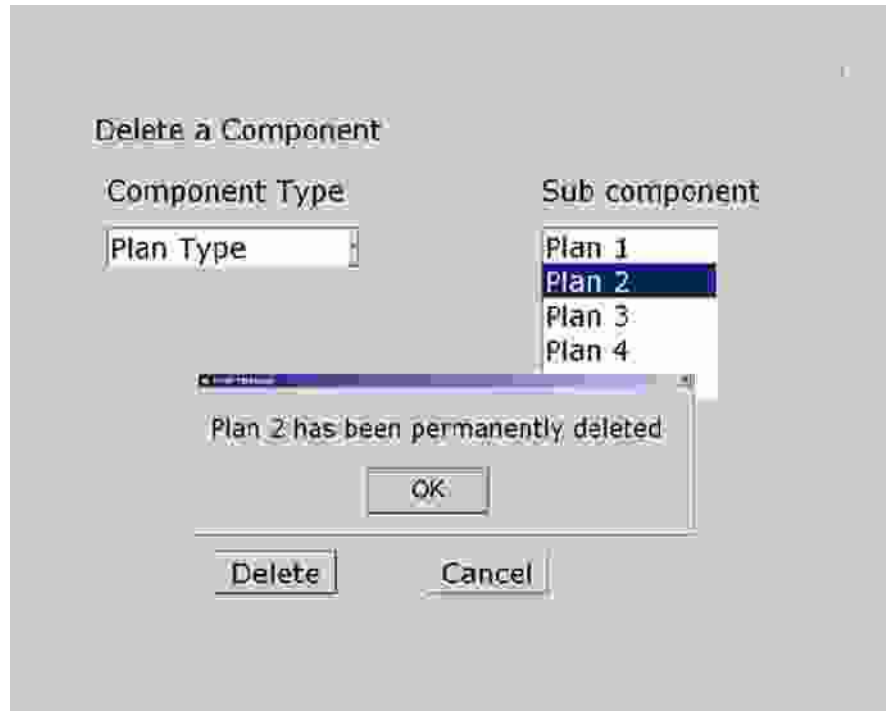 Delete a Component
Component Type
Sub component
Plan Type
Plan 1
Plan 2
Plan 3
Plan 4
Plan 2 has been permanently deleted
OK
Delete
Cancel